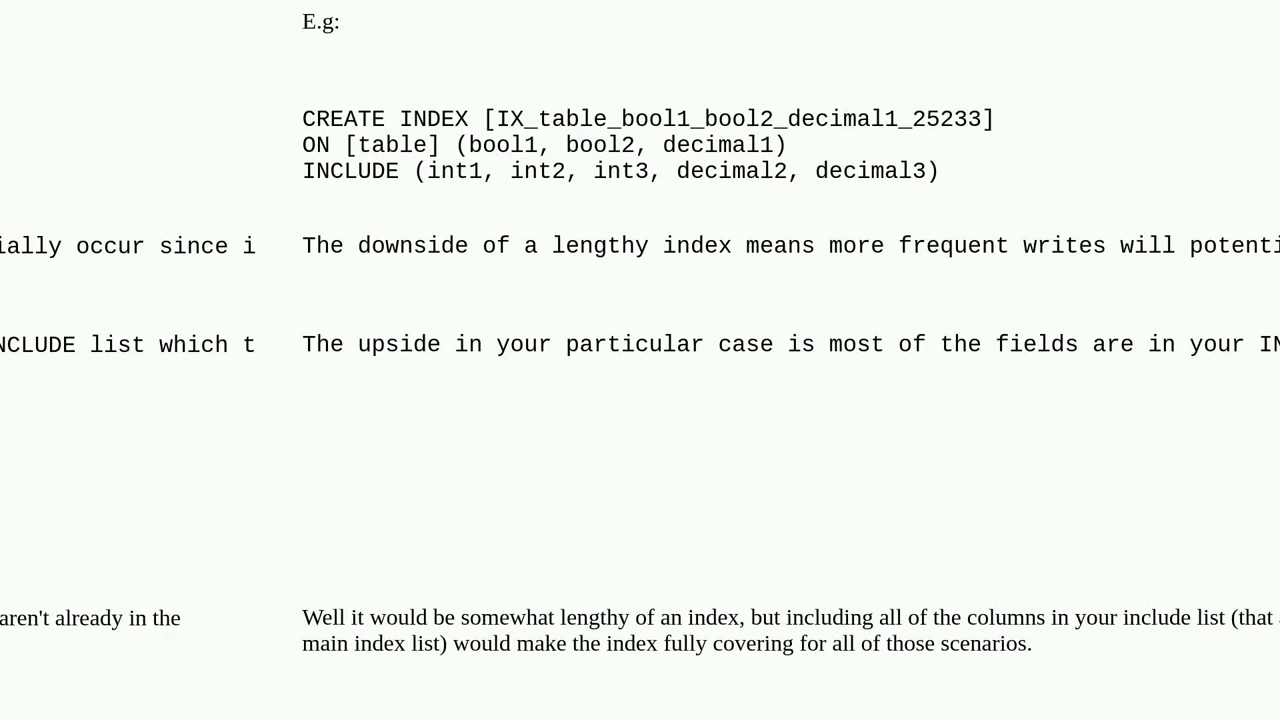 E.g:
CREATE INDEX [IX_table_bool1_bool2_decimal1_25233]
ON [table] (bool1, bool2, decimal1)
INCLUDE (int1, int2, int3, decimal2, decimal3)
ially occur since i
The downside of a lengthy index means more frequent writes will potenti
NCLUDE list which t
The upside in your particular case is most of the fields are in your IN
aren't already in the
Well it would be somewhat lengthy of an index, but including all of the columns in your include list (that
main index list) would make the index fully covering for all of those scenarios.